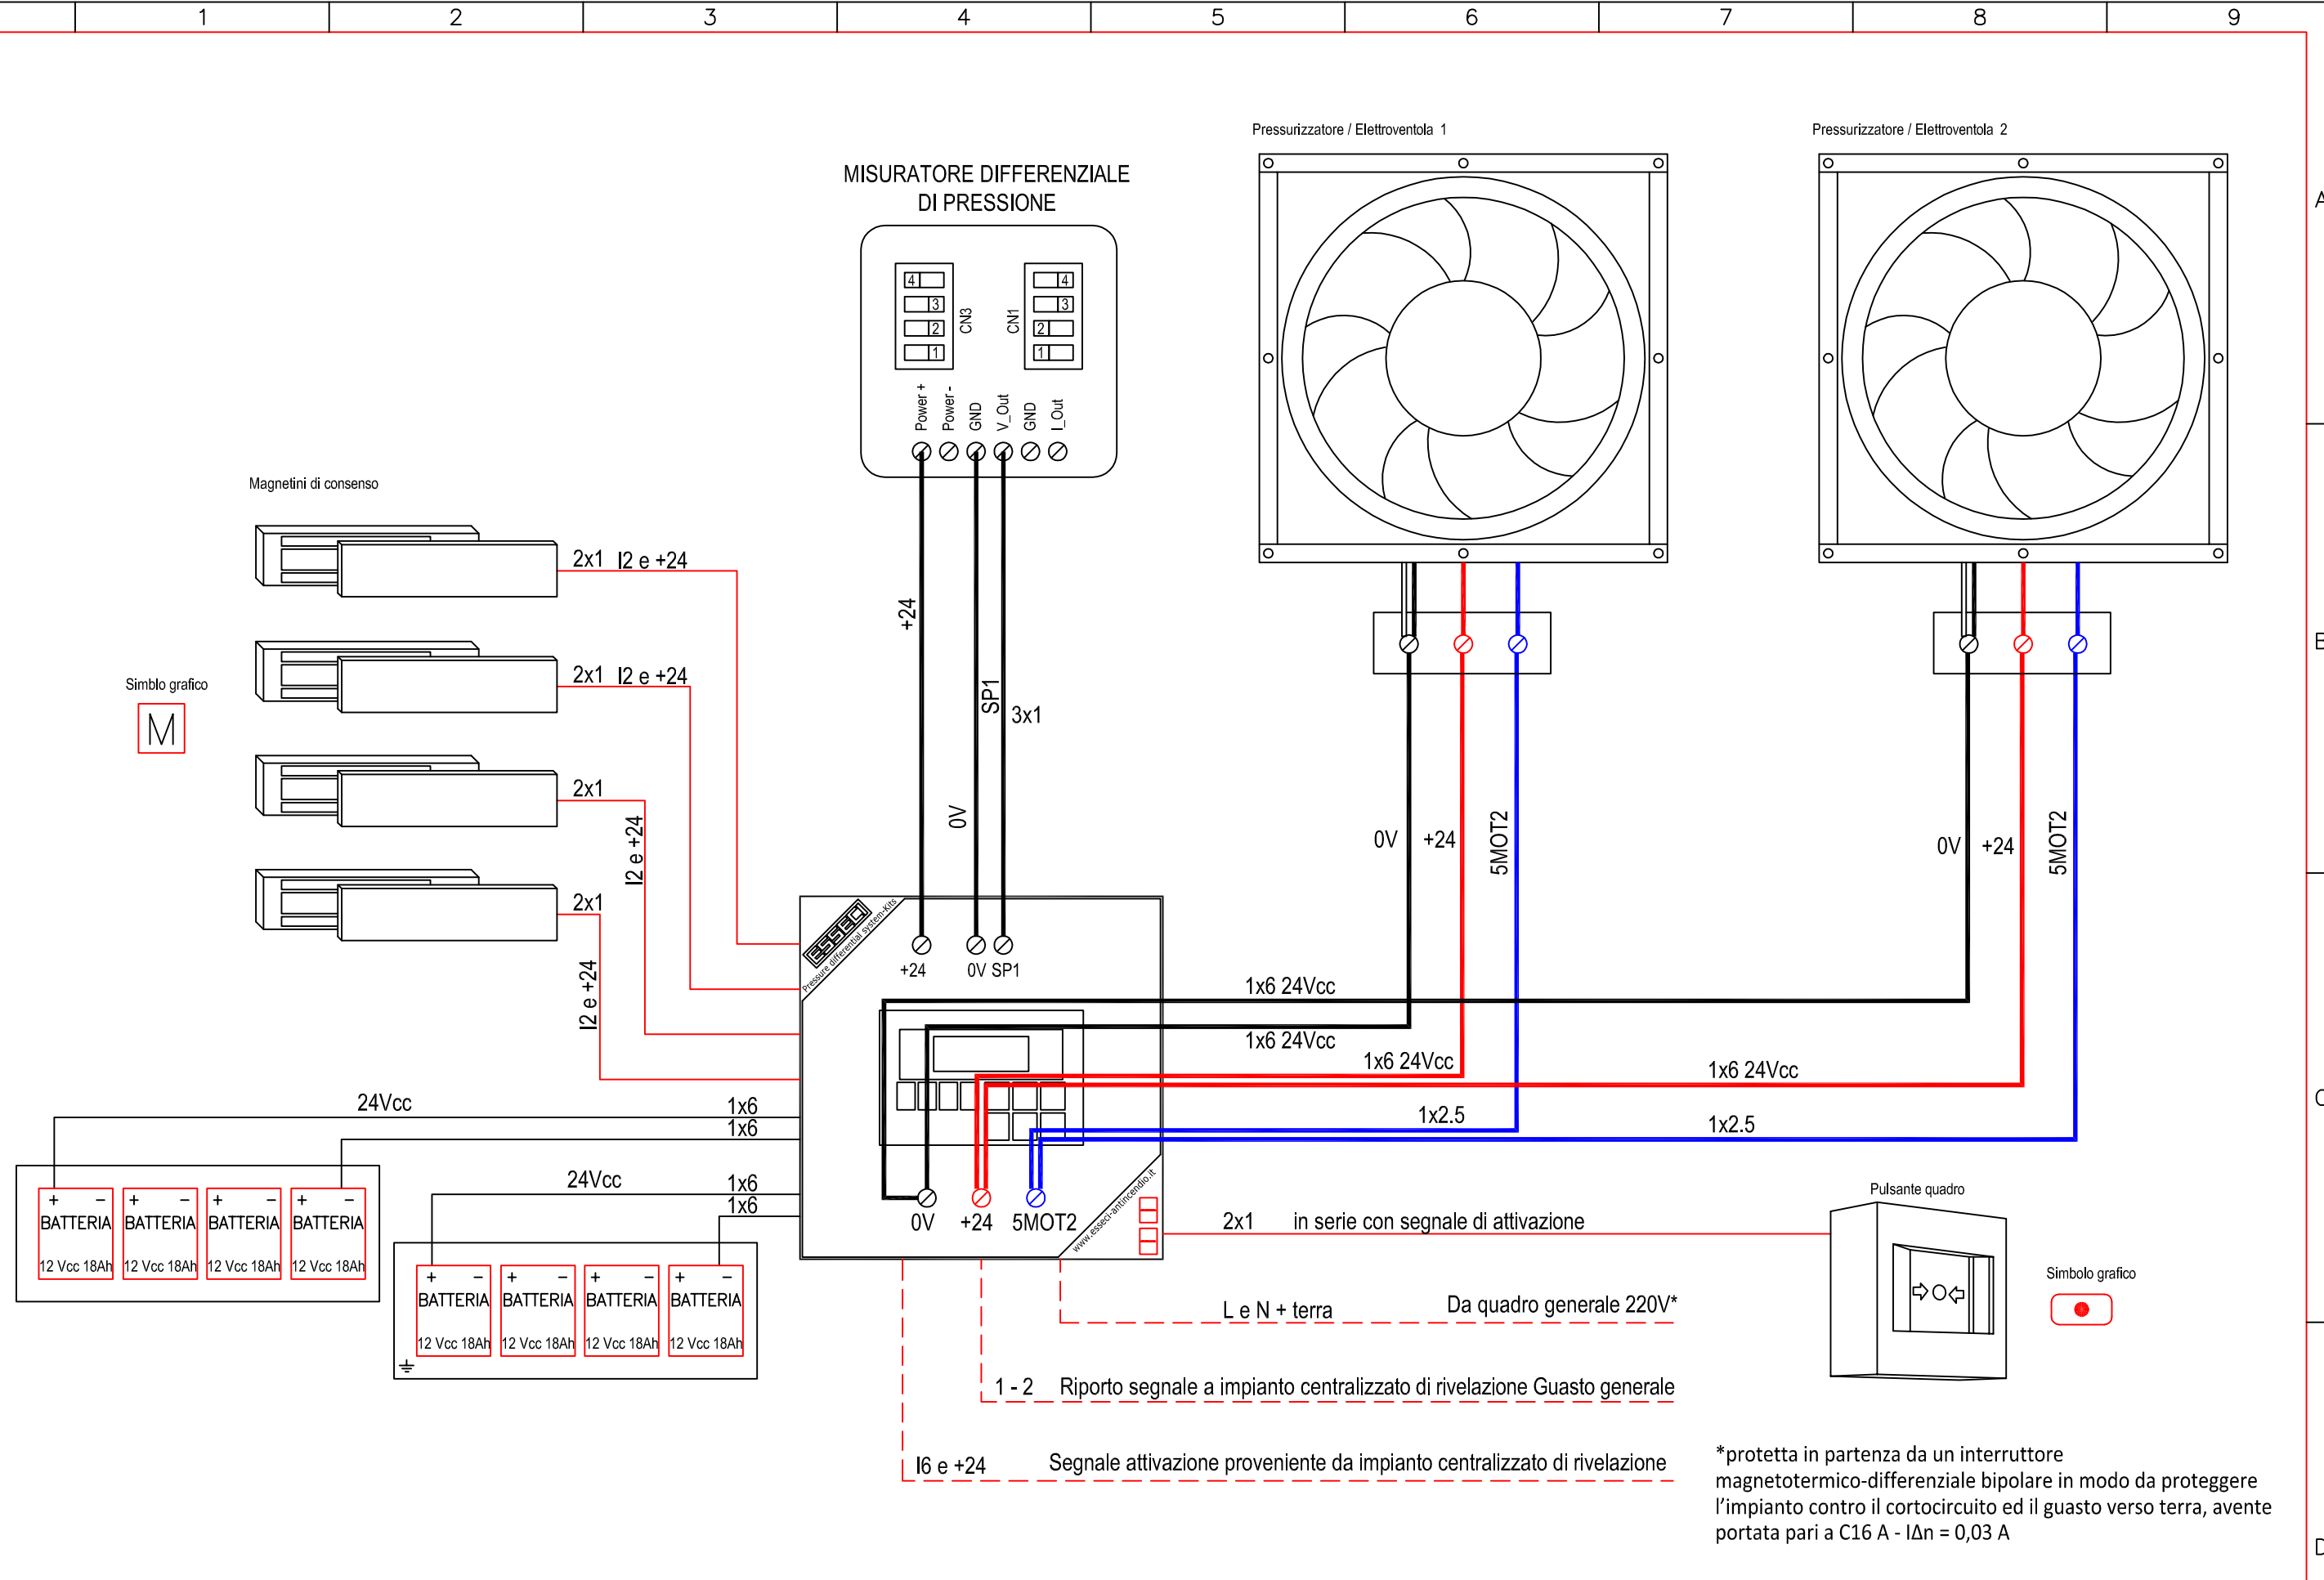 1 2 3 4 5 6 7 8 9
A
B
C
D
Pressurizzatore / Elettroventola 1
Pressurizzatore / Elettroventola 2
MISURATORE DIFFERENZIALE
DI PRESSIONE
4
3
2
1
CN3
CN1
4
3
2
1
Power +
Power -
GND
V_Out
GND
I_Out
Magnetini di consenso
2x1 I2 e +24
2x1 I2 e +24
2x1
I2 e +24
2x1
I2 e +24
Simblo grafico
M
+24
0V
SP1
3x1
0V
+24
5MOT2
0V
+24
5MOT2
ESSECI
Pressure differential system-Kits
+24 0V SP1
1x6 24Vcc
1x6 24Vcc
1x6 24Vcc
1x6 24Vcc
1x2.5
1x2.5
24Vcc
1x6
1x6
24Vcc
1x6
1x6
+ - + - + - + -
BATTERIA BATTERIA BATTERIA BATTERIA
12 Vcc 18Ah 12 Vcc 18Ah 12 Vcc 18Ah 12 Vcc 18Ah
+ - + - + - + -
BATTERIA BATTERIA BATTERIA BATTERIA
12 Vcc 18Ah 12 Vcc 18Ah 12 Vcc 18Ah 12 Vcc 18Ah
0V +24 5MOT2
www.esseci-antincendio.it
2x1 in serie con segnale di attivazione
Pulsante quadro
Simbolo grafico
L e N + terra Da quadro generale 220V*
1 - 2 Riporto segnale a impianto centralizzato di rivelazione Guasto generale
I6 e +24 Segnale attivazione proveniente da impianto centralizzato di rivelazione
*protetta in partenza da un interruttore
magnetotermico-differenziale bipolare in modo da proteggere
l'impianto contro il cortocircuito ed il guasto verso terra, avente
portata pari a C16 A - IΔn = 0,03 A